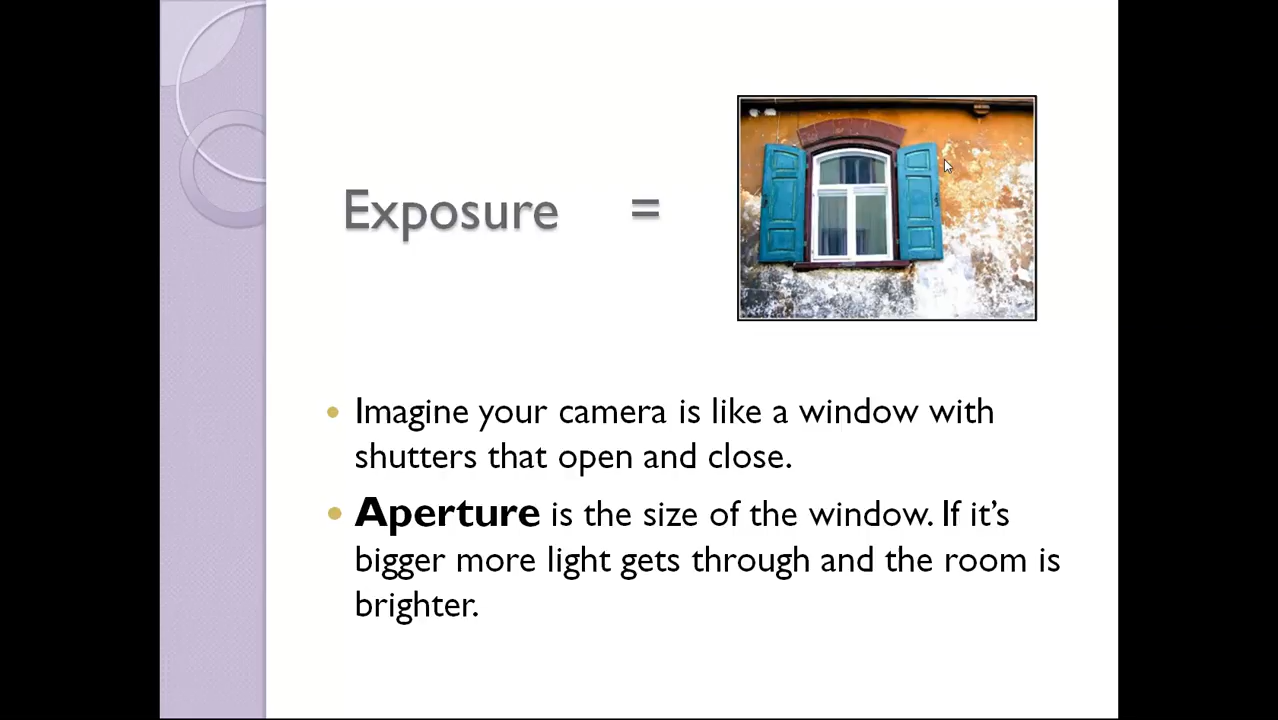 Exposure =
Imagine your camera is like a window with
shutters that open and close.
Aperture is the size of the window. If it’s
bigger more light gets through and the room is
brighter.